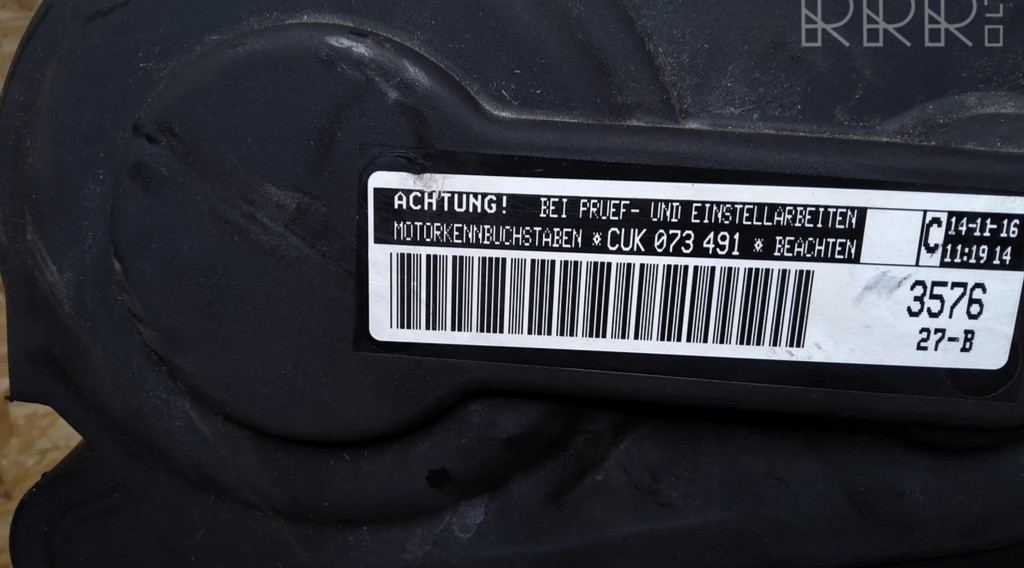 RRR.LT
ACHTUNG! BEI PRUEF- UND EINSTELLARBEITEN
MOTORKENNBUCHSTABEN *CUK 073 491 * BEACHTEN
C
14-11-16
11:19 14
3576
27-B